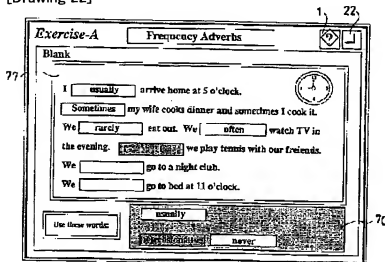 [Drawing 22]
1 22
Exercise-A Frequency Adverbs
Blank
77
I usually arrive home at 5 o'clock.
Sometimes my wife cooks dinner and sometimes I cook it.
We rarely eat out. We often watch TV in
the evening. we play tennis with our freiends.
We go to a night club.
We go to bed at 11 o'clock.
Use these words:
usually
never
70